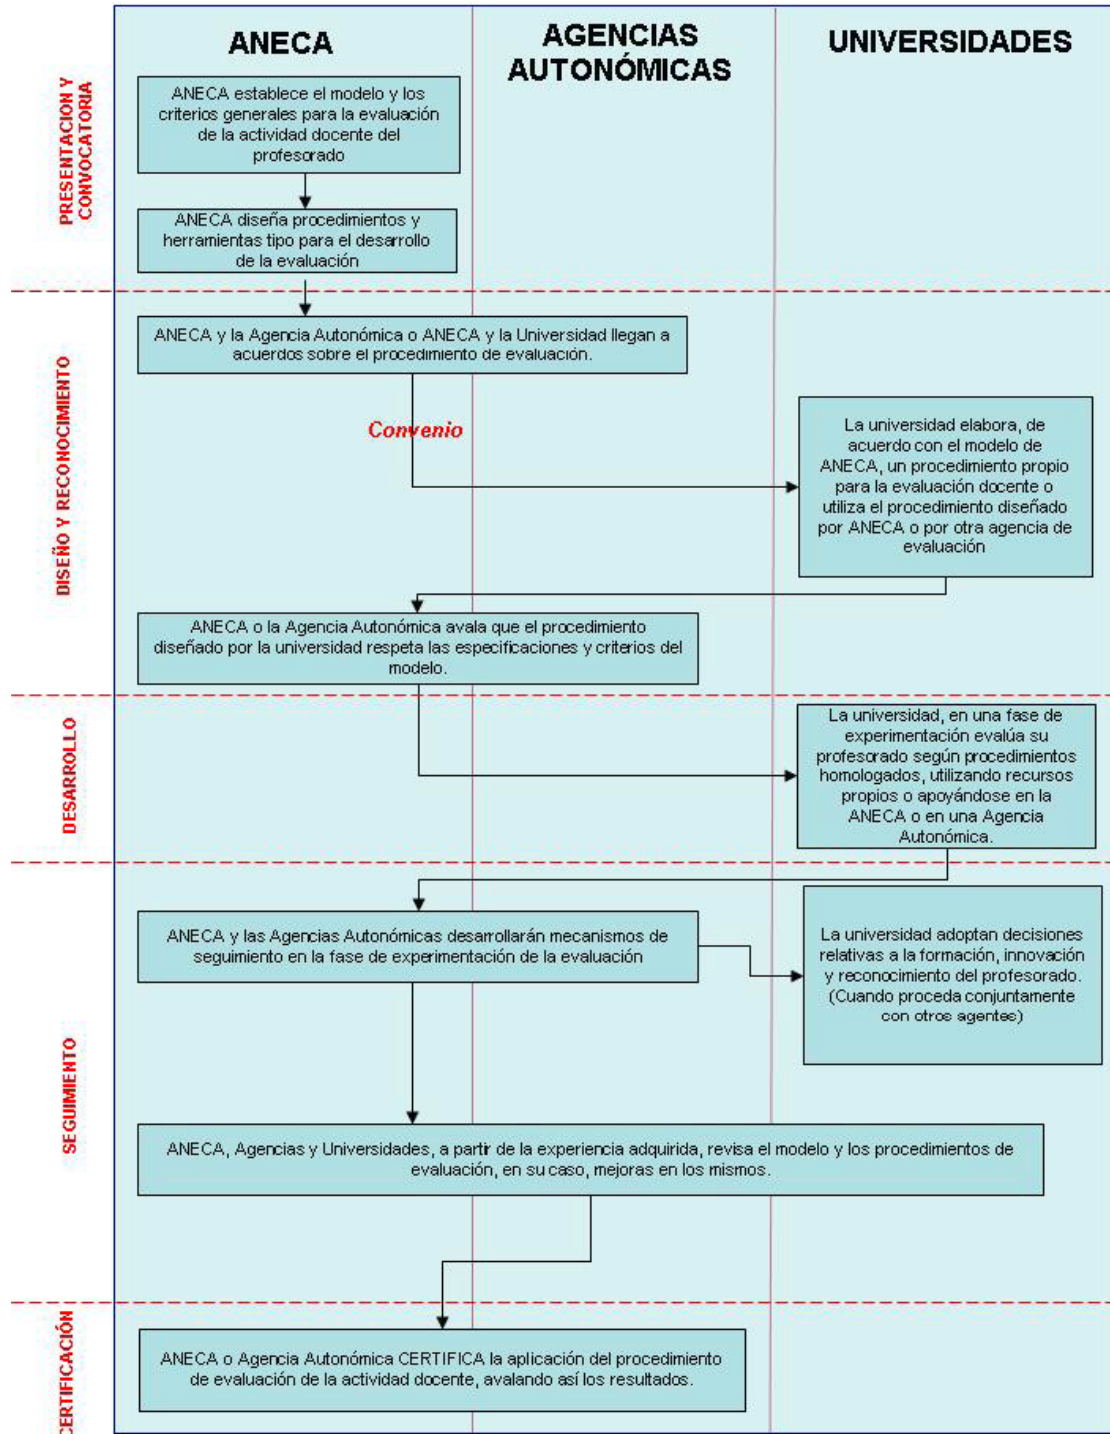 ANECA
AGENCIAS
AUTONÓMICAS
UNIVERSIDADES
PRESENTACION Y
CONVOCATORIA
ANECA establece el modelo y los
criterios generales para la evaluación
de la actividad docente del
profesorado
ANECA diseña procedimientos y
herramientas tipo para el desarrollo
de la evaluación
DISEÑO Y RECONOCIMIENTO
ANECA y la Agencia Autonómica o ANECA y la Universidad llegan a
acuerdos sobre el procedimiento de evaluación.
Convenio
La universidad elabora, de
acuerdo con el modelo de
ANECA, un procedimiento propio
para la evaluación docente o
utiliza el procedimiento diseñado
por ANECA o por otra agencia de
evaluación
ANECA o la Agencia Autonómica avala que el procedimiento
diseñado por la universidad respeta las especificaciones y criterios del
modelo.
DESARROLLO
La universidad, en una fase de
experimentación evalúa su
profesorado según procedimientos
homologados, utilizando recursos
propios o apoyándose en la
ANECA o en una Agencia
Autonómica.
SEGUIMIENTO
ANECA y las Agencias Autonómicas desarrollarán mecanismos de
seguimiento en la fase de experimentación de la evaluación
La universidad adoptan decisiones
relativas a la formación, innovación
y reconocimiento del profesorado.
(Cuando proceda conjuntamente
con otros agentes)
ANECA, Agencias y Universidades, a partir de la experiencia adquirida, revisa el modelo y los procedimientos de
evaluación, en su caso, mejoras en los mismos.
CERTIFICACIÓN
ANECA o Agencia Autonómica CERTIFICA la aplicación del procedimiento
de evaluación de la actividad docente, avalando así los resultados.